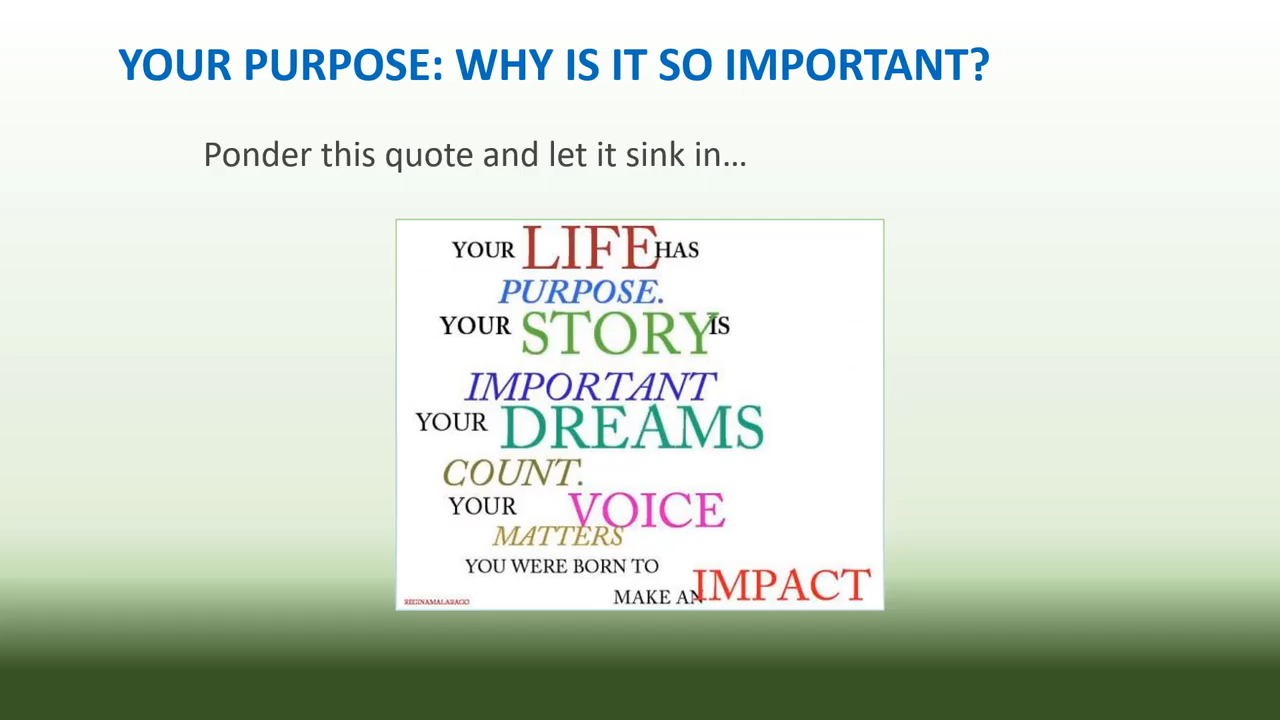 YOUR PURPOSE: WHY IS IT SO IMPORTANT?
Ponder this quote and let it sink in…
YOUR LIFE HAS
PURPOSE.
YOUR STORY IS
IMPORTANT
YOUR DREAMS
COUNT.
YOUR VOICE
MATTERS
YOU WERE BORN TO
MAKE AN IMPACT
REGINAMALABAGO